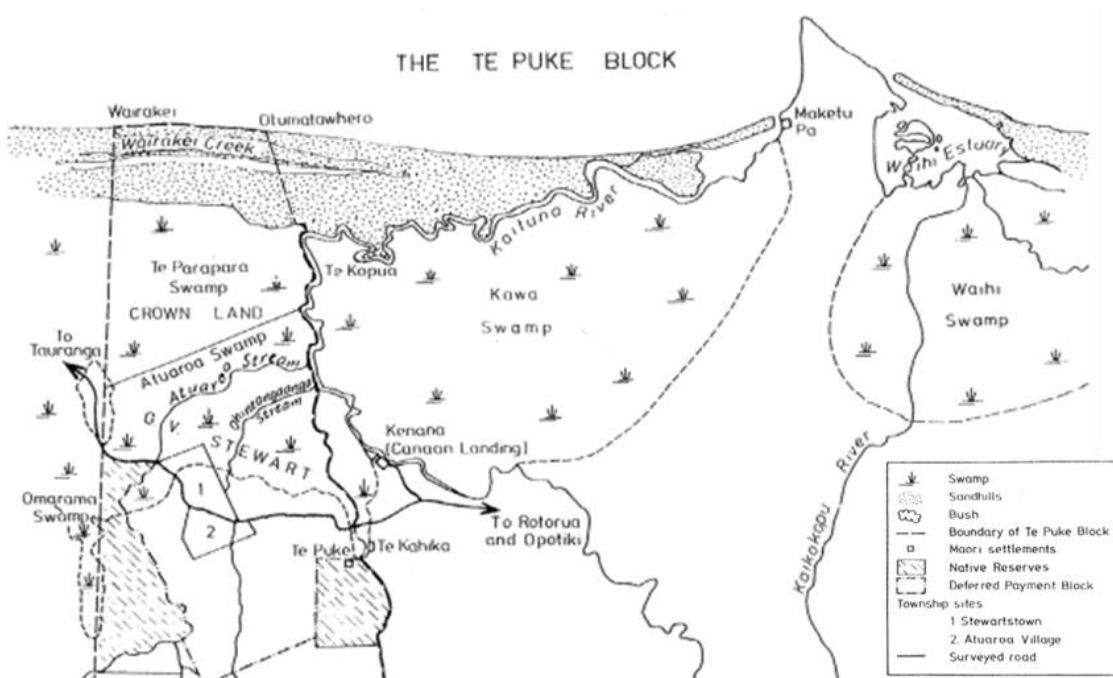 THE TE PUKE BLOCK
Wairakei
Otumatawhero
Wairakei Creek
Maketu
Pa
Waihi Estuary
Kaituna River
Te Kopua
Te Parapara
Swamp
CROWN LAND
Kawa
Swamp
Waihi
Swamp
To
Tauranga
Atuaroa Swamp
Atuaroa Stream
Stream
G. V. STEWART
Kenana
(Canaan Landing)
Kaikokopu River
1
2
Omarama
Swamp
To Rotorua
and Opotiki
Te Puke
Te Kahika
Swamp
Sandhills
Bush
Boundary of Te Puke Block
Maori settlements
Native Reserves
Deferred Payment Block
Township sites
1 Stewartstown
2. Atuaroa Village
Surveyed road